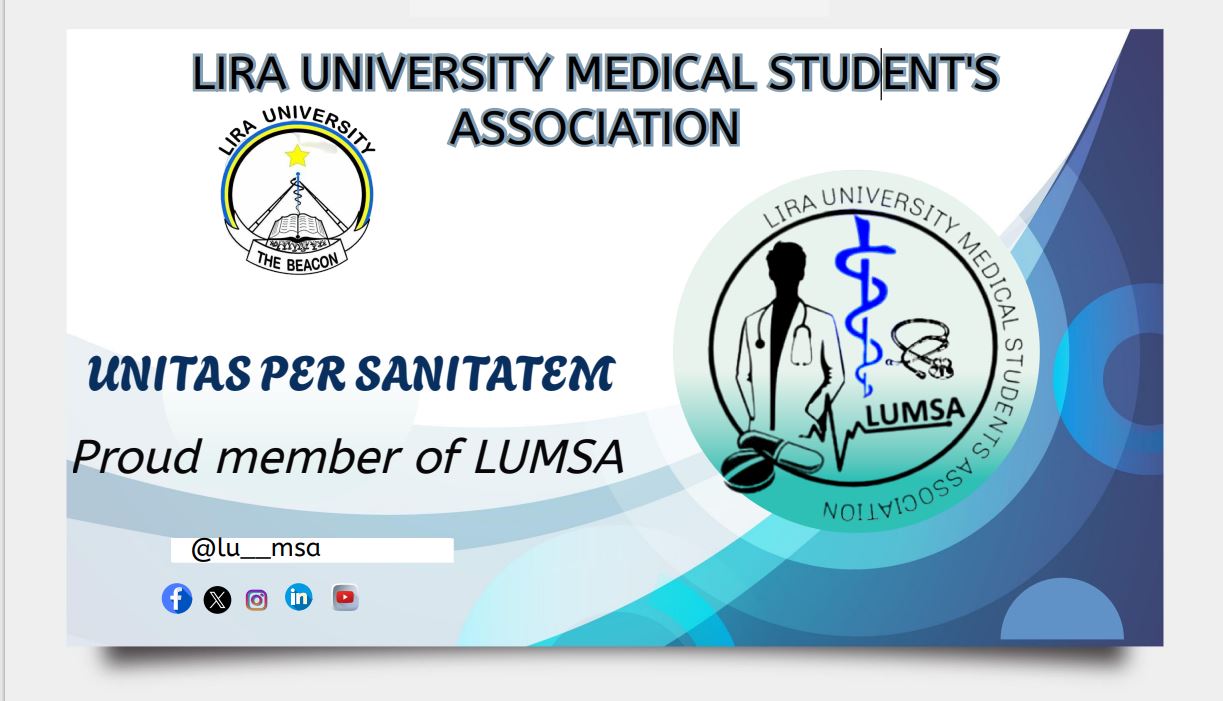 LIRA UNIVERSITY MEDICAL STUDENT'S
ASSOCIATION
LIRA UNIVERSITY
THE BEACON
LIRA UNIVERSITY MEDICAL STUDENTS ASSOCIATION
LUMSA
UNITAS PER SANITATEM
Proud member of LUMSA
@lu__msa